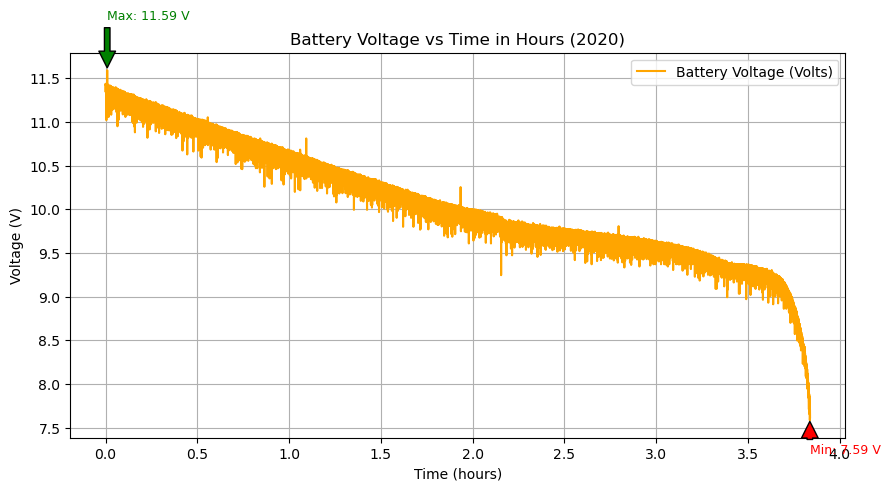 Max: 11.59 V
Battery Voltage vs Time in Hours (2020)
Battery Voltage (Volts)
11.5
11.0
10.5
10.0
9.5
9.0
8.5
8.0
7.5
Voltage (V)
0.0 0.5 1.0 1.5 2.0 2.5 3.0 3.5 4.0
Min: 7.59 V
Time (hours)